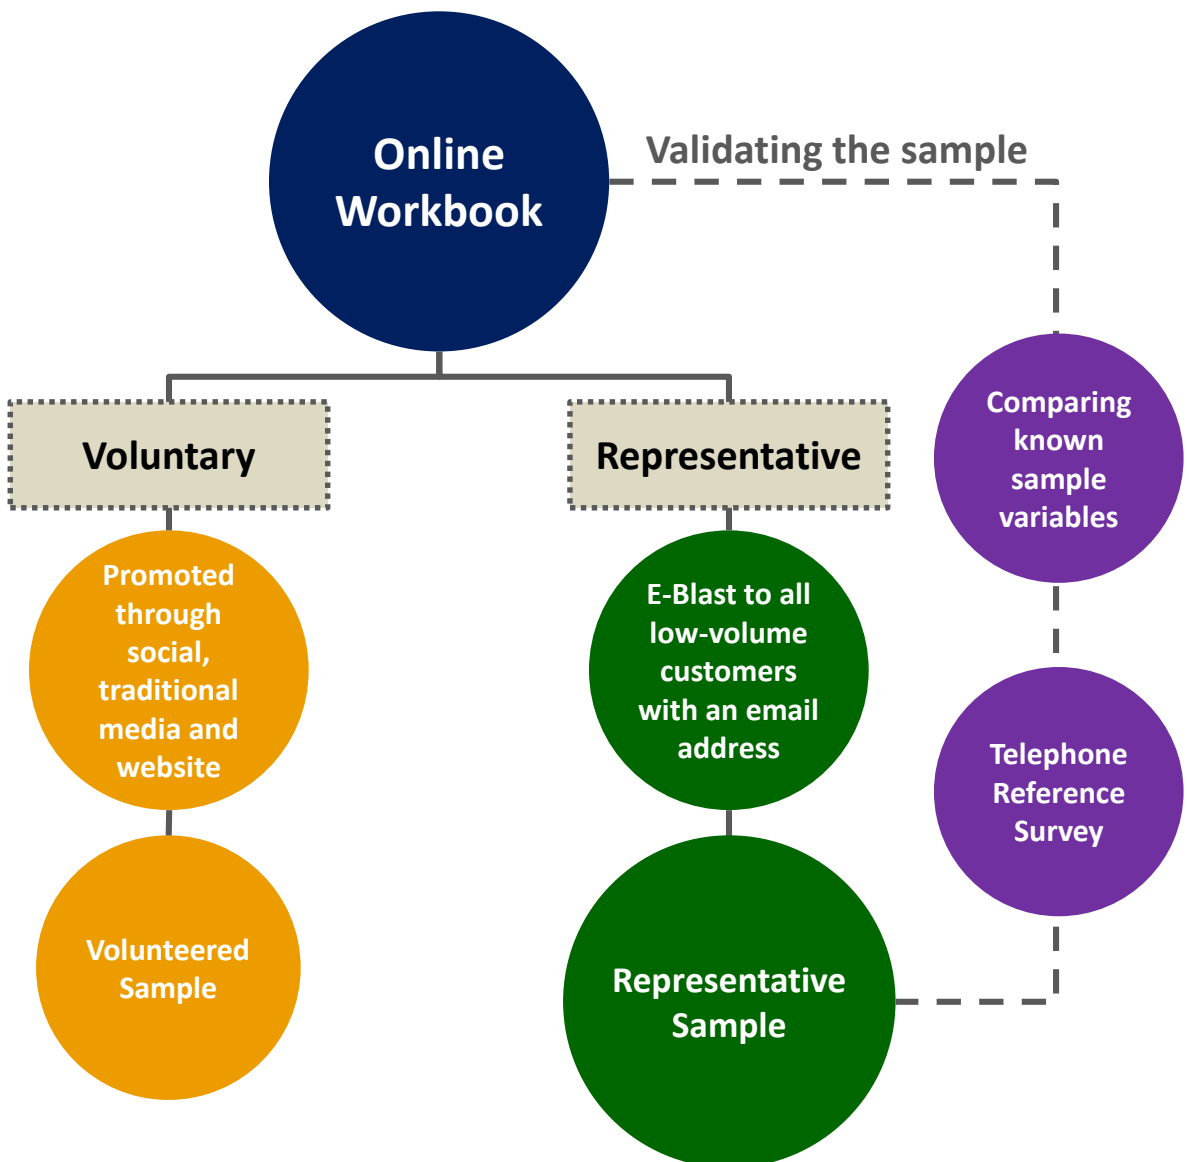 Online
Workbook
Validating the sample
Voluntary
Representative
Comparing
known
sample
variables
Promoted
through
social,
traditional
media and
website
E-Blast to all
low-volume
customers
with an email
address
Telephone
Reference
Survey
Volunteered
Sample
Representative
Sample